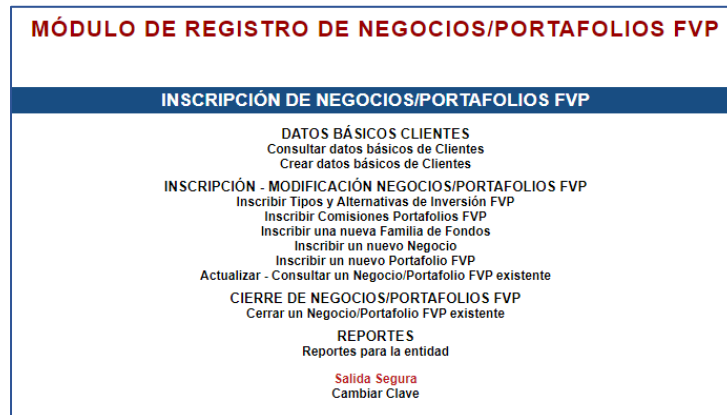 MÓDULO DE REGISTRO DE NEGOCIOS/PORTAFOLIOS FVP
INSCRIPCIÓN DE NEGOCIOS/PORTAFOLIOS FVP
DATOS BÁSICOS CLIENTES
Consultar datos básicos de Clientes
Crear datos básicos de Clientes
INSCRIPCIÓN - MODIFICACIÓN NEGOCIOS/PORTAFOLIOS FVP
Inscribir Tipos y Alternativas de Inversión FVP
Inscribir Comisiones Portafolios FVP
Inscribir una nueva Familia de Fondos
Inscribir un nuevo Negocio
Inscribir un nuevo Portafolio FVP
Actualizar - Consultar un Negocio/Portafolio FVP existente
CIERRE DE NEGOCIOS/PORTAFOLIOS FVP
Cerrar un Negocio/Portafolio FVP existente
REPORTES
Reportes para la entidad
Salida Segura
Cambiar Clave